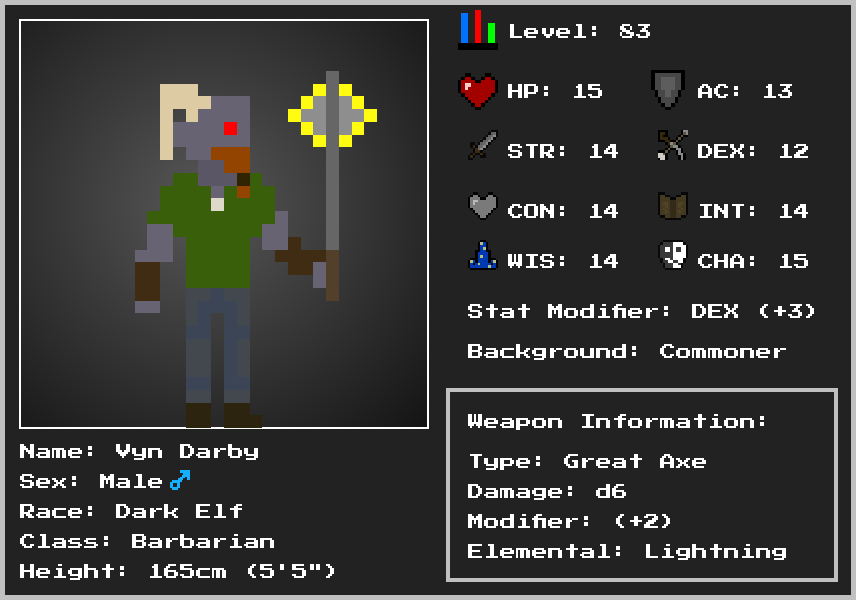 Level: 83
HP: 15 AC: 13
STR: 14 DEX: 12
CON: 14 INT: 14
WIS: 14 CHA: 15
Stat Modifier: DEX (+3)
Background: Commoner
Weapon Information:
Type: Great Axe
Damage: d6
Modifier: (+2)
Elemental: Lightning
Name: Vyn Darby
Sex: Male ♂
Race: Dark Elf
Class: Barbarian
Height: 165cm (5'5")